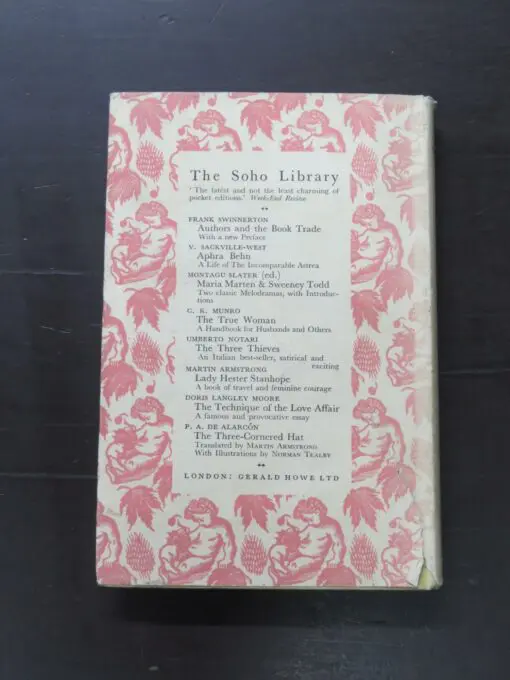 The Soho Library
'The latest and not the least charming of
pocket editions.' Week-End Review
**
FRANK SWINNERTON
Authors and the Book Trade
With a new Preface
V. SACKVILLE-WEST
Aphra Behn
A Life of The Incomparable Astrea
MONTAGU SLATER (ed.)
Maria Marten & Sweeney Todd
Two classic Melodramas, with Introduc-
tions
C. K. MUNRO
The True Woman
A Handbook for Husbands and Others
UMBERTO NOTARI
The Three Thieves
An Italian best-seller, satirical and
exciting
MARTIN ARMSTRONG
Lady Hester Stanhope
A book of travel and feminine courage
DORIS LANGLEY MOORE
The Technique of the Love Affair
A famous and provocative essay
P. A. DE ALARCÓN
The Three-Cornered Hat
Translated by MARTIN ARMSTRONG
With Illustrations by NORMAN TEALBY
**
LONDON: GERALD HOWE LTD